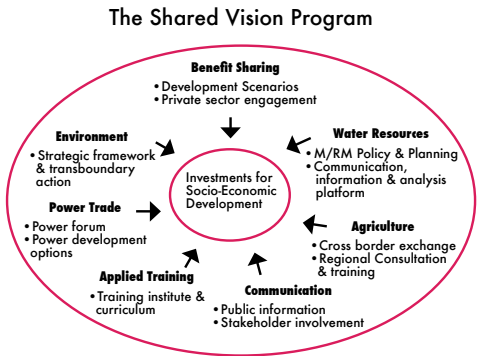 The Shared Vision Program
Benefit Sharing
• Development Scenarios
• Private sector engagement
Environment
• Strategic framework
& transboundary
action
Water Resources
• M/RM Policy & Planning
• Communication,
information & analysis
platform
Investments for
Socio-Economic
Development
Power Trade
• Power forum
• Power development
options
Agriculture
• Cross border exchange
• Regional Consultation
& training
Applied Training
• Training institute &
curriculum
Communication
• Public information
• Stakeholder involvement